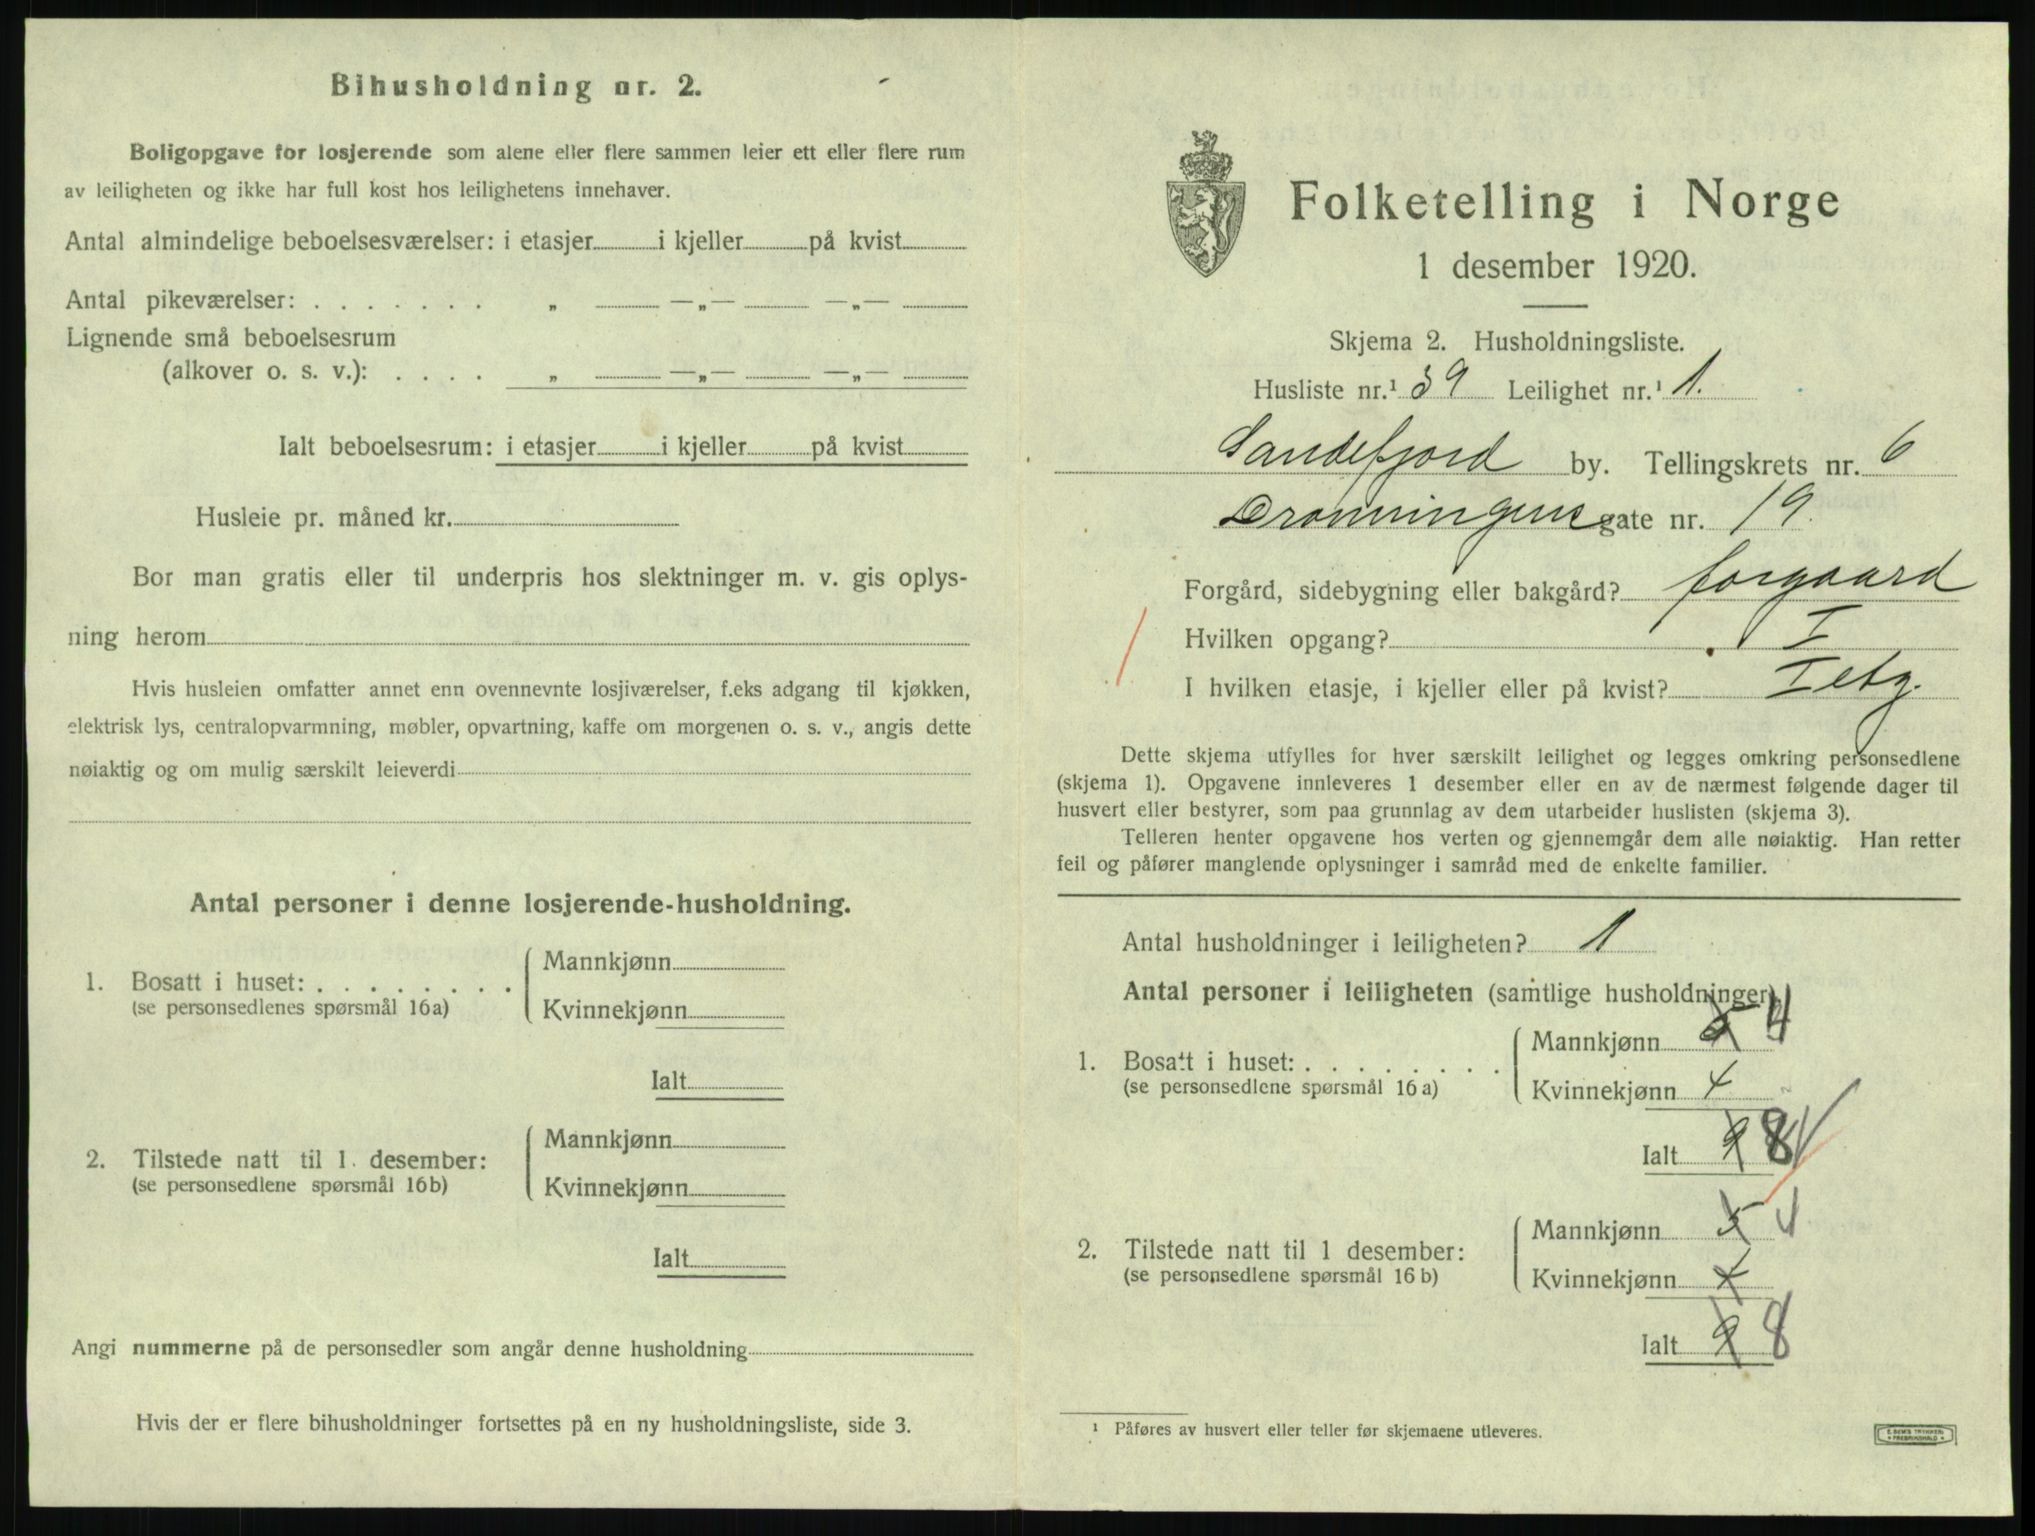 Bihusholdning nr. 2.
Boligopgave for losjerende som alene eller flere sammen leier ett eller flere rum
av leiligheten og ikke har full kost hos leilighetens innehaver.
Antal almindelige beboelsesværelser: i etasjer i kjeller på kvist
Antal pikeværelser: . . . . . . . „ —„— —„—
Lignende små beboelsesrum
(alkover o. s. v.): . . . . „ —„— —„—
Ialt beboelsesrum: i etasjer i kjeller på kvist
Husleie pr. måned kr.
Bor man gratis eller til underpris hos slektninger m. v. gis oplys-
ning herom
Hvis husleien omfatter annet enn ovennevnte losjiværelser, f.eks adgang til kjøkken,
elektrisk lys, centralopvarmning, møbler, opvartning, kaffe om morgenen o. s. v., angis dette
nøiaktig og om mulig særskilt leieverdi
Antal personer i denne losjerende-husholdning.
1. Bosatt i huset: . . . . . . . .
(se personsedlenes spørsmål 16a)
Mannkjønn
Kvinnekjønn
Ialt
2. Tilstede natt til 1. desember:
(se personsedlene spørsmål 16b)
Mannkjønn
Kvinnekjønn
Ialt
Angi nummerne på de personsedler som angår denne husholdning
Hvis der er flere bihusholdninger fortsettes på en ny husholdningsliste, side 3.
Folketelling i Norge
1 desember 1920.
Skjema 2. Husholdningsliste.
Husliste nr.¹ 39 Leilighet nr.¹ 1.
Sandefjord by. Tellingskrets nr. 6
Dronningens gate nr. 19.
Forgård, sidebygning eller bakgård? forgaard
Hvilken opgang? I
I hvilken etasje, i kjeller eller på kvist? I etg.
Dette skjema utfylles for hver særskilt leilighet og legges omkring personsedlene
(skjema 1). Opgavene innleveres 1 desember eller en av de nærmest følgende dager til
husvert eller bestyrer, som paa grunnlag av dem utarbeider huslisten (skjema 3).
Telleren henter opgavene hos verten og gjennemgår dem alle nøiaktig. Han retter
feil og påfører manglende oplysninger i samråd med de enkelte familier.
Antal husholdninger i leiligheten? 1
Antal personer i leiligheten (samtlige husholdninger).
1. Bosatt i huset: . . . . . . . .
(se personsedlene spørsmål 16a)
Mannkjønn 5 4
Kvinnekjønn 4
Ialt 9 8
2. Tilstede natt til 1 desember:
(se personsedlene spørsmål 16b)
Mannkjønn 5 4
Kvinnekjønn 4
Ialt 9 8
¹ Påføres av husvert eller teller før skjemaene utleveres.
E. SEM'S TRYKKERI
FREDRIKSHALD